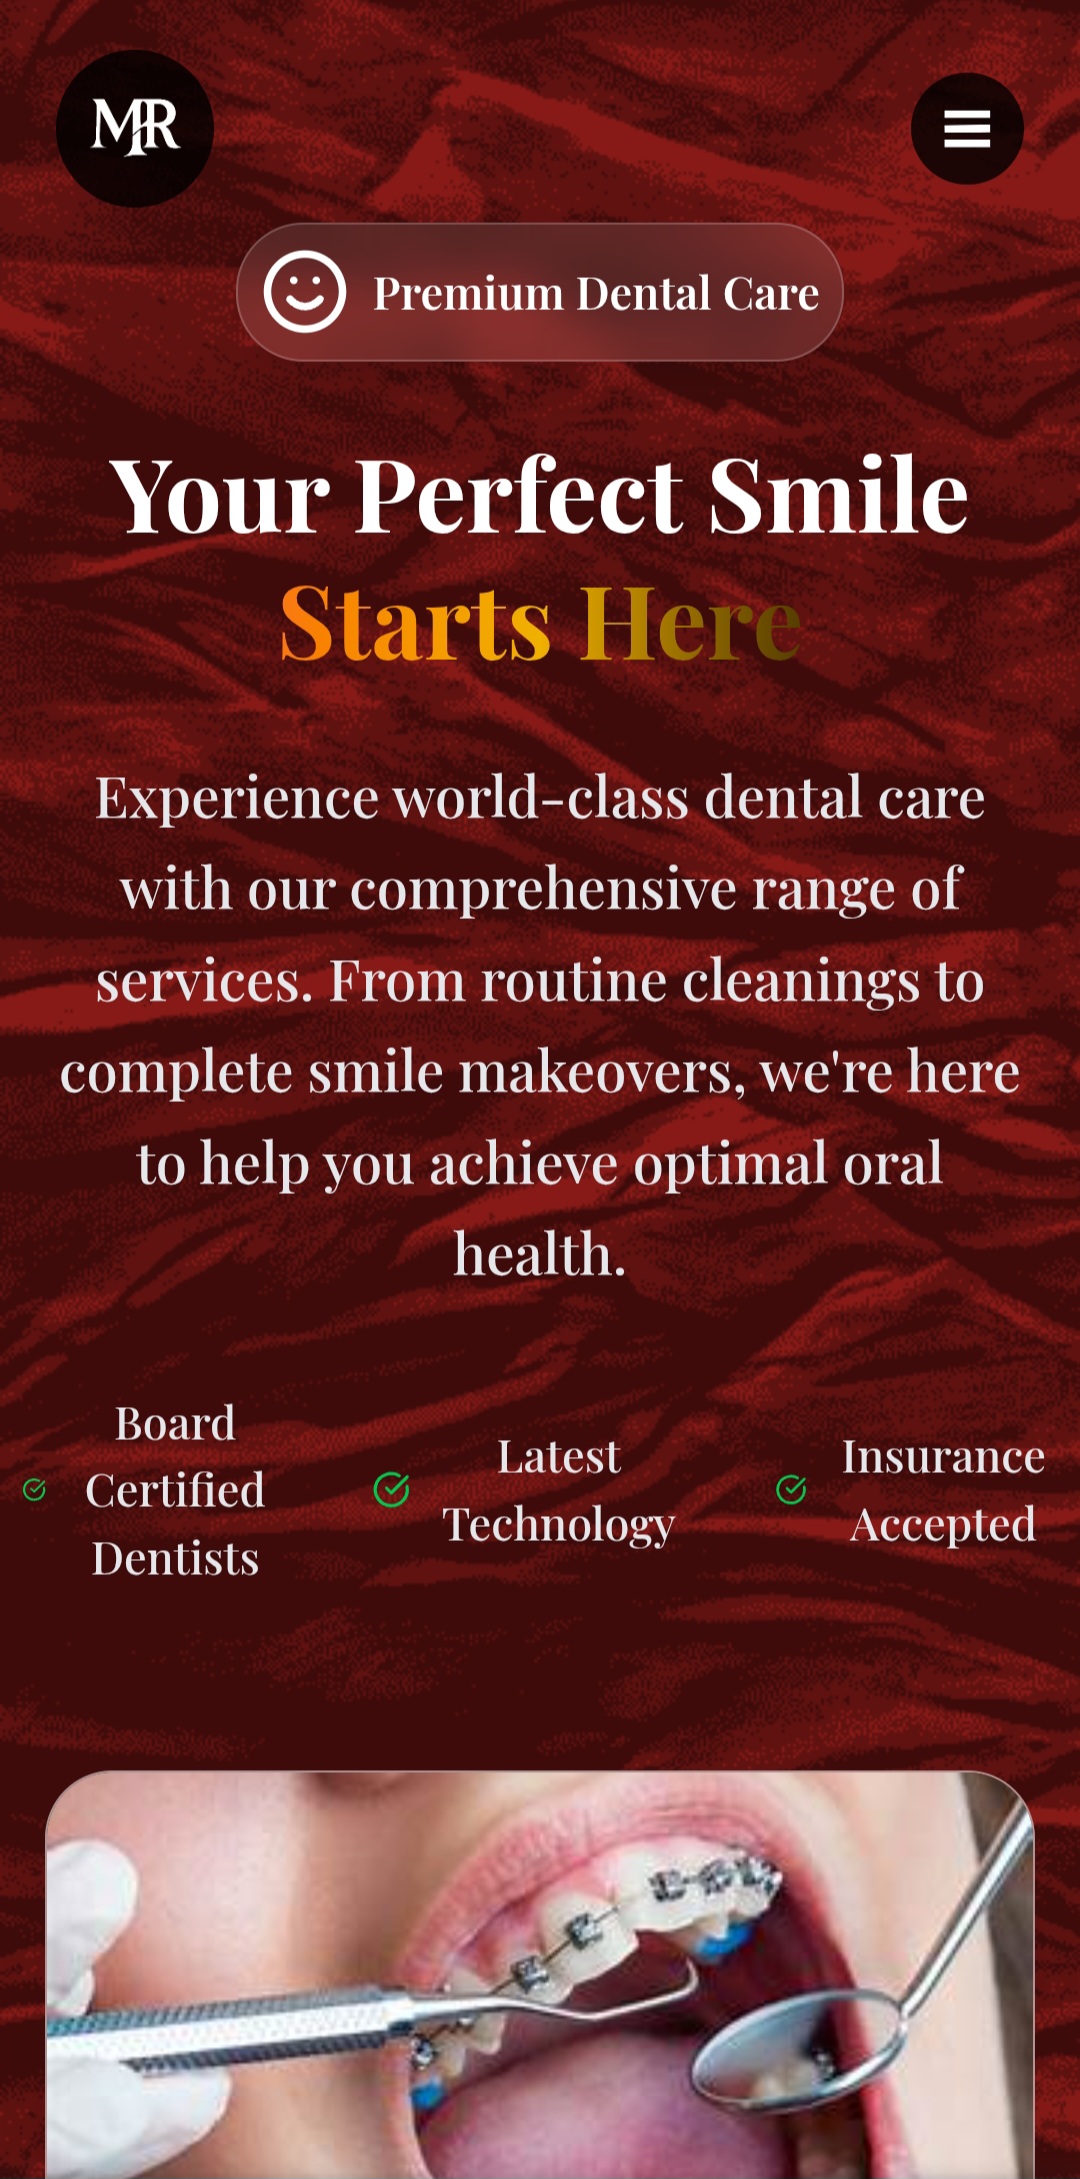 MR
Premium Dental Care
Your Perfect Smile
Starts Here
Experience world-class dental care
with our comprehensive range of
services. From routine cleanings to
complete smile makeovers, we're here
to help you achieve optimal oral
health.
Board
Certified
Dentists
Latest
Technology
Insurance
Accepted